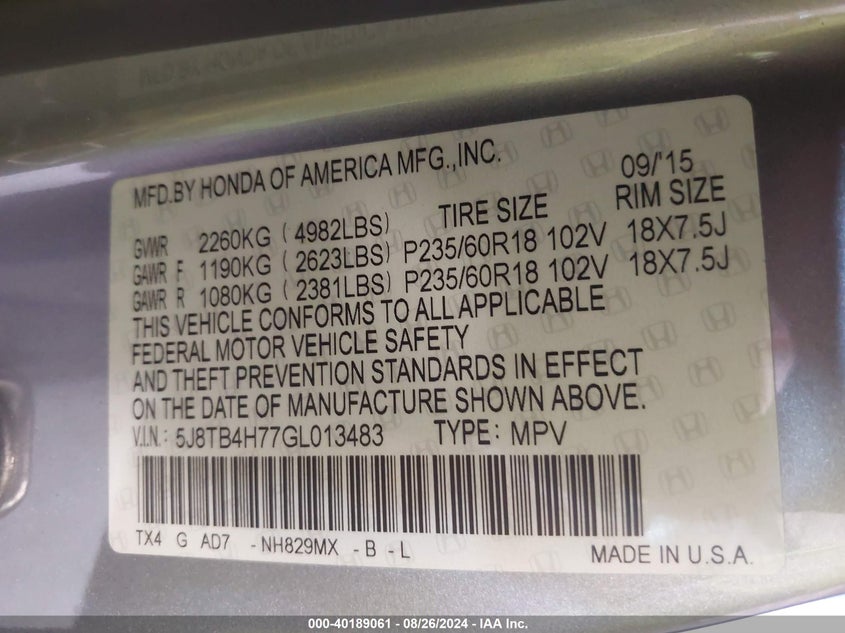 MFD.BY HONDA OF AMERICA MFG.,INC. 09/'15
TIRE SIZE RIM SIZE
GVWR 2260KG ( 4982LBS)
GAWR F 1190KG ( 2623LBS) P235/60R18 102V 18X7.5J
GAWR R 1080KG ( 2381LBS) P235/60R18 102V 18X7.5J
THIS VEHICLE CONFORMS TO ALL APPLICABLE
FEDERAL MOTOR VEHICLE SAFETY
AND THEFT PREVENTION STANDARDS IN EFFECT
ON THE DATE OF MANUFACTURE SHOWN ABOVE.
V.I.N.: 5J8TB4H77GL013483 TYPE: MPV
TX4 G AD7 -NH829MX -B -L
MADE IN U.S.A.
000-40189061 - 08/26/2024 - IAA Inc.